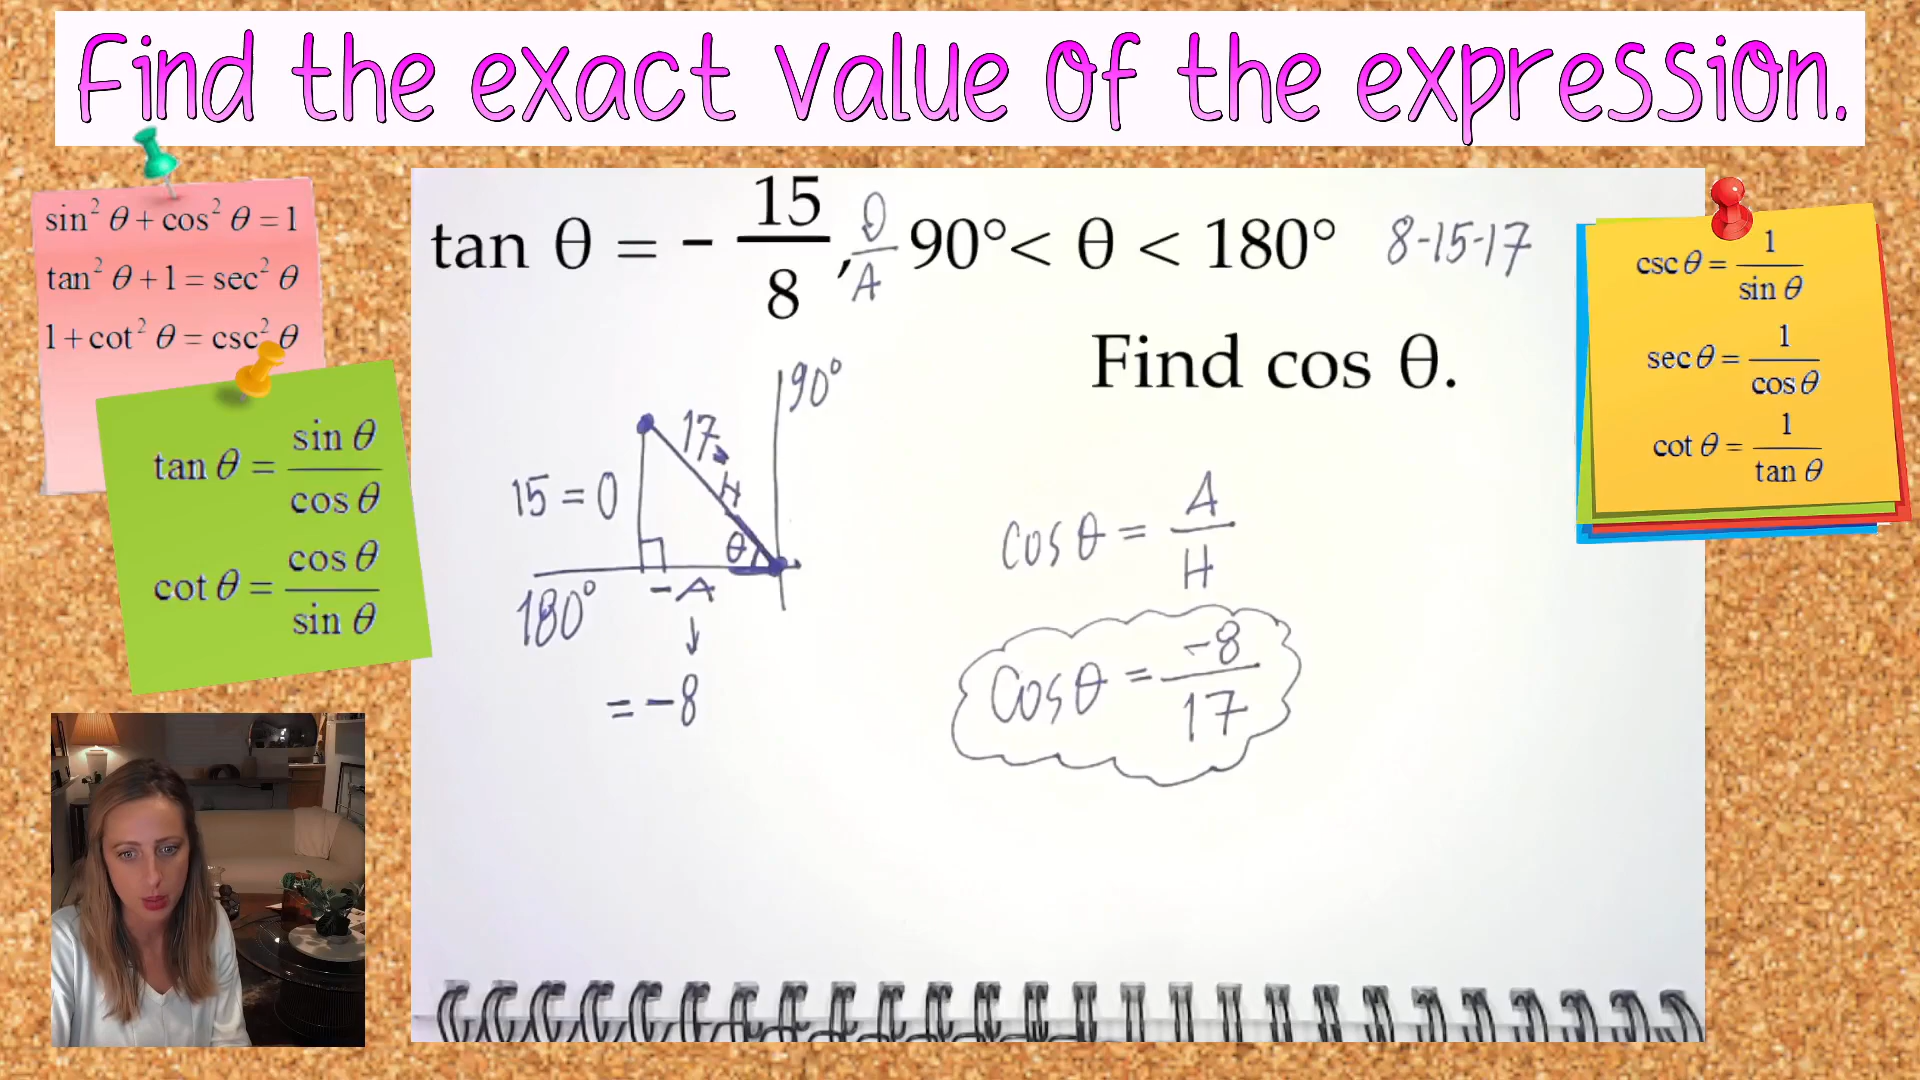 Find the exact value of the expression.
sin² θ + cos² θ = 1
tan² θ + 1 = sec² θ
1 + cot² θ = csc² θ
tan θ = sin θ / cos θ
cot θ = cos θ / sin θ
tan θ = - 15/8, O/A 90° < θ < 180° 8-15-17
Find cos θ.
90°
17
H
15 = O
θ
180°
-A
↓
= -8
cos θ = A/H
cos θ = -8/17
csc θ = 1 / sin θ
sec θ = 1 / cos θ
cot θ = 1 / tan θ